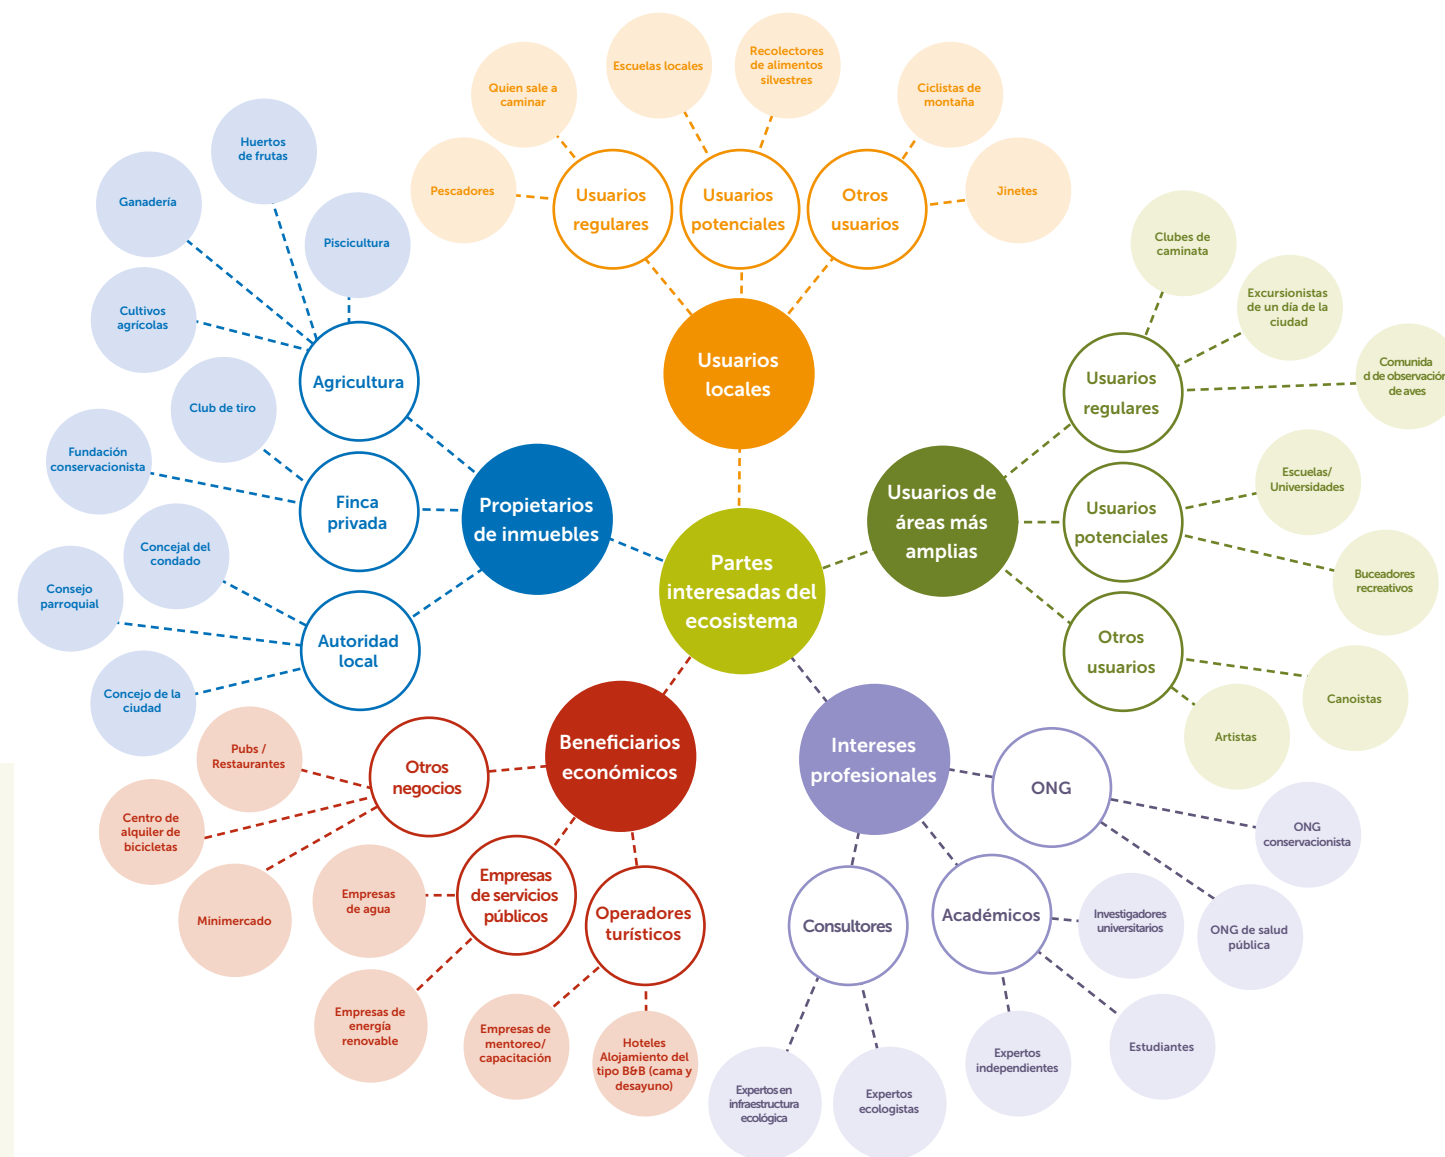 Partes
interesadas del
ecosistema
Usuarios
locales
Usuarios
regulares
Pescadores
Quien sale a
caminar
Usuarios
potenciales
Escuelas locales
Recolectores
de alimentos
silvestres
Otros
usuarios
Ciclistas de
montaña
Jinetes
Usuarios de
áreas más
amplias
Usuarios
regulares
Clubes de
caminata
Excursionistas
de un día de la
ciudad
Comunida
d de observación
de aves
Usuarios
potenciales
Escuelas/
Universidades
Buceadores
recreativos
Otros
usuarios
Canoistas
Artistas
Intereses
profesionales
ONG
ONG
conservacionista
ONG de salud
pública
Académicos
Investigadores
universitarios
Estudiantes
Expertos
independientes
Consultores
Expertos
ecologistas
Expertos en
infraestructura
ecológica
Beneficiarios
económicos
Operadores
turísticos
Hoteles
Alojamiento del
tipo B&B (cama y
desayuno)
Empresas de
mentoreo/
capacitación
Empresas
de servicios
públicos
Empresas de
energía
renovable
Empresas
de agua
Otros
negocios
Minimercado
Centro de
alquiler de
bicicletas
Pubs /
Restaurantes
Propietarios
de inmuebles
Autoridad
local
Concejo de la
ciudad
Consejo
parroquial
Concejal del
condado
Finca
privada
Fundación
conservacionista
Club de tiro
Agricultura
Cultivos
agrícolas
Ganadería
Huertos
de frutas
Piscicultura